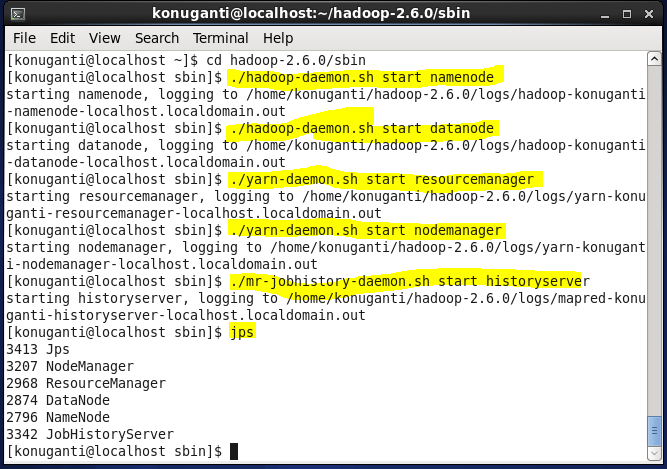 konuganti@localhost:~/hadoop-2.6.0/sbin
File Edit View Search Terminal Help
[konuganti@localhost ~]$ cd hadoop-2.6.0/sbin
[konuganti@localhost sbin]$ ./hadoop-daemon.sh start namenode
starting namenode, logging to /home/konuganti/hadoop-2.6.0/logs/hadoop-konuganti
-namenode-localhost.localdomain.out
[konuganti@localhost sbin]$ ./hadoop-daemon.sh start datanode
starting datanode, logging to /home/konuganti/hadoop-2.6.0/logs/hadoop-konuganti
-datanode-localhost.localdomain.out
[konuganti@localhost sbin]$ ./yarn-daemon.sh start resourcemanager
starting resourcemanager, logging to /home/konuganti/hadoop-2.6.0/logs/yarn-konu
ganti-resourcemanager-localhost.localdomain.out
[konuganti@localhost sbin]$ ./yarn-daemon.sh start nodemanager
starting nodemanager, logging to /home/konuganti/hadoop-2.6.0/logs/yarn-konugant
i-nodemanager-localhost.localdomain.out
[konuganti@localhost sbin]$ ./mr-jobhistory-daemon.sh start historyserver
starting historyserver, logging to /home/konuganti/hadoop-2.6.0/logs/mapred-konu
ganti-historyserver-localhost.localdomain.out
[konuganti@localhost sbin]$ jps
3413 Jps
3207 NodeManager
2968 ResourceManager
2874 DataNode
2796 NameNode
3342 JobHistoryServer
[konuganti@localhost sbin]$